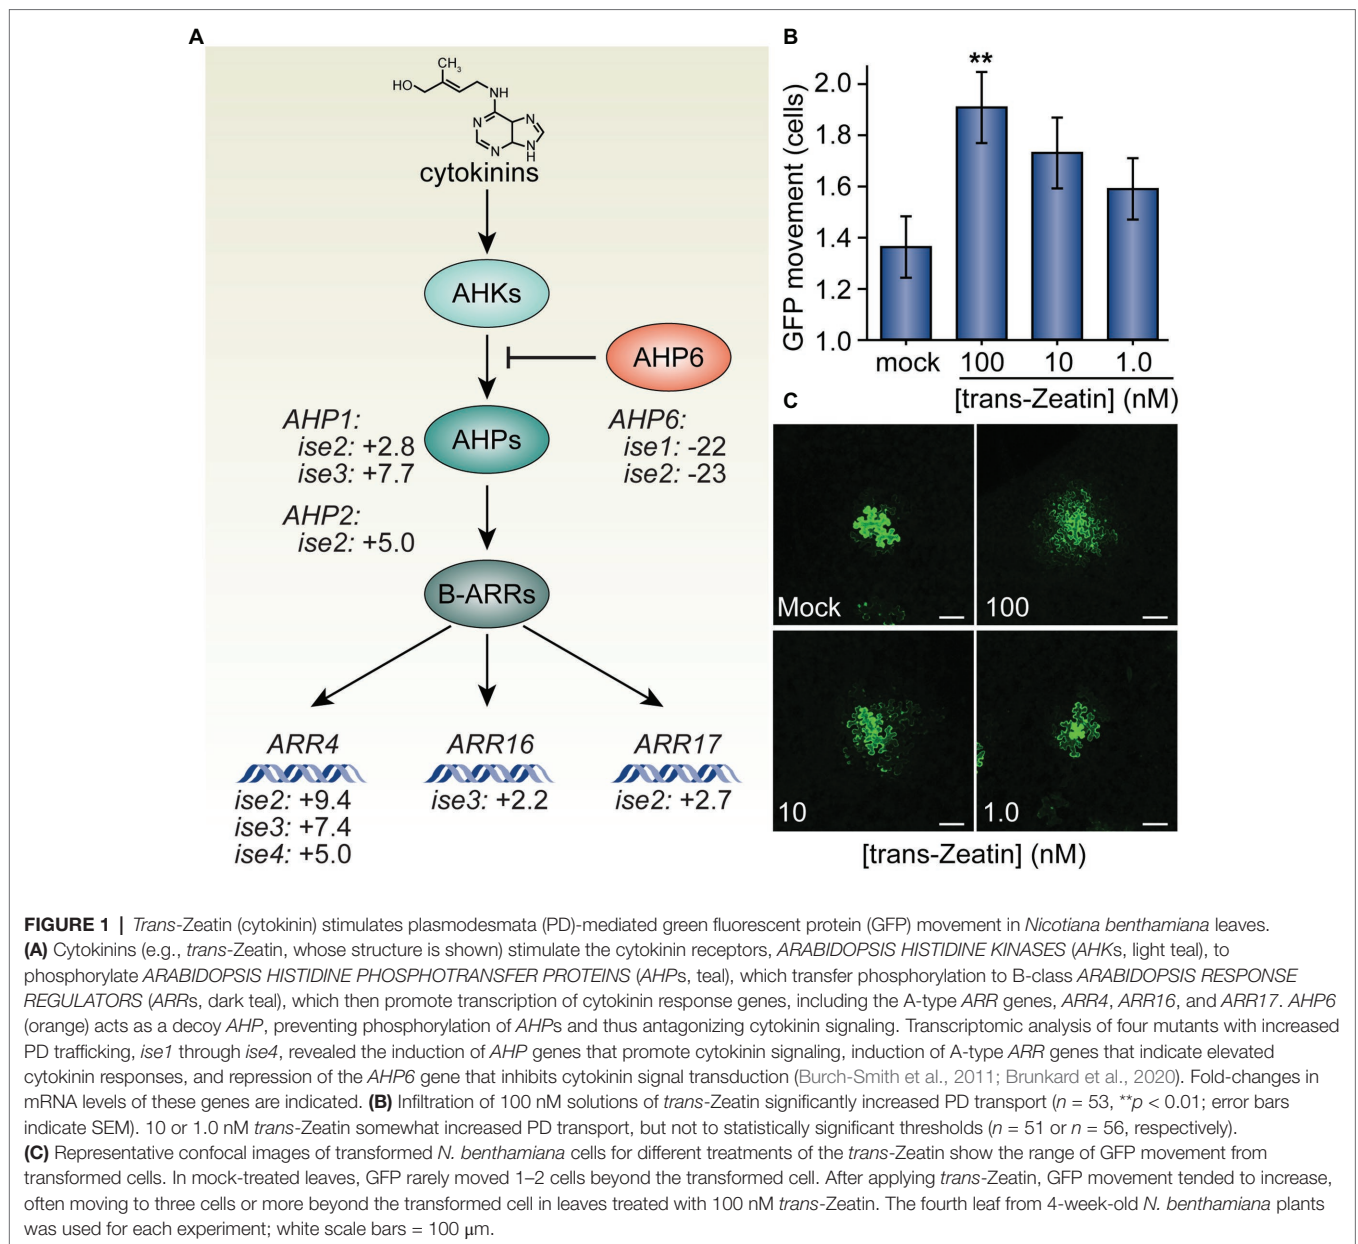 A
CH3
HO
NH
N
N
N
N
N
H
cytokinins
AHKs
AHP6
AHP1:
ise2: +2.8
ise3: +7.7
AHPs
AHP6:
ise1: -22
ise2: -23
AHP2:
ise2: +5.0
B-ARRs
ARR4
ise2: +9.4
ise3: +7.4
ise4: +5.0
ARR16
ise3: +2.2
ARR17
ise2: +2.7
B
GFP movement (cells)
2.0
1.8
1.6
1.4
1.2
1.0
**
mock
100
10
1.0
[trans-Zeatin] (nM)
C
Mock
100
10
1.0
[trans-Zeatin] (nM)
FIGURE 1 | Trans-Zeatin (cytokinin) stimulates plasmodesmata (PD)-mediated green fluorescent protein (GFP) movement in Nicotiana benthamiana leaves.
(A) Cytokinins (e.g., trans-Zeatin, whose structure is shown) stimulate the cytokinin receptors, ARABIDOPSIS HISTIDINE KINASES (AHKs, light teal), to
phosphorylate ARABIDOPSIS HISTIDINE PHOSPHOTRANSFER PROTEINS (AHPs, teal), which transfer phosphorylation to B-class ARABIDOPSIS RESPONSE
REGULATORS (ARRs, dark teal), which then promote transcription of cytokinin response genes, including the A-type ARR genes, ARR4, ARR16, and ARR17. AHP6
(orange) acts as a decoy AHP, preventing phosphorylation of AHPs and thus antagonizing cytokinin signaling. Transcriptomic analysis of four mutants with increased
PD trafficking, ise1 through ise4, revealed the induction of AHP genes that promote cytokinin signaling, induction of A-type ARR genes that indicate elevated
cytokinin responses, and repression of the AHP6 gene that inhibits cytokinin signal transduction (Burch-Smith et al., 2011; Brunkard et al., 2020). Fold-changes in
mRNA levels of these genes are indicated. (B) Infiltration of 100 nM solutions of trans-Zeatin significantly increased PD transport (n = 53, **p < 0.01; error bars
indicate SEM). 10 or 1.0 nM trans-Zeatin somewhat increased PD transport, but not to statistically significant thresholds (n = 51 or n = 56, respectively).
(C) Representative confocal images of transformed N. benthamiana cells for different treatments of the trans-Zeatin show the range of GFP movement from
transformed cells. In mock-treated leaves, GFP rarely moved 1–2 cells beyond the transformed cell. After applying trans-Zeatin, GFP movement tended to increase,
often moving to three cells or more beyond the transformed cell in leaves treated with 100 nM trans-Zeatin. The fourth leaf from 4-week-old N. benthamiana plants
was used for each experiment; white scale bars = 100 μm.